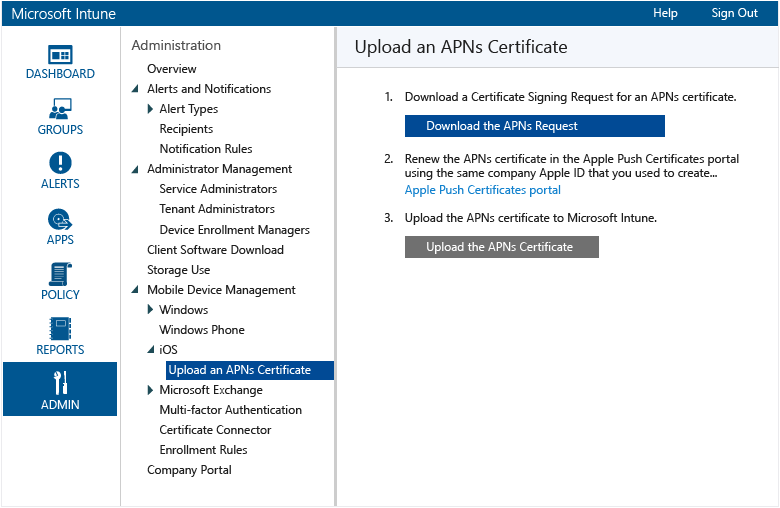 Microsoft Intune
Help
Sign Out
DASHBOARD
GROUPS
ALERTS
APPS
POLICY
REPORTS
ADMIN
Administration
Overview
Alerts and Notifications
Alert Types
Recipients
Notification Rules
Administrator Management
Service Administrators
Tenant Administrators
Device Enrollment Managers
Client Software Download
Storage Use
Mobile Device Management
Windows
Windows Phone
iOS
Upload an APNs Certificate
Microsoft Exchange
Multi-factor Authentication
Certificate Connector
Enrollment Rules
Company Portal
Upload an APNs Certificate
1. Download a Certificate Signing Request for an APNs certificate.
Download the APNs Request
2. Renew the APNs certificate in the Apple Push Certificates portal
using the same company Apple ID that you used to create...
Apple Push Certificates portal
3. Upload the APNs certificate to Microsoft Intune.
Upload the APNs Certificate